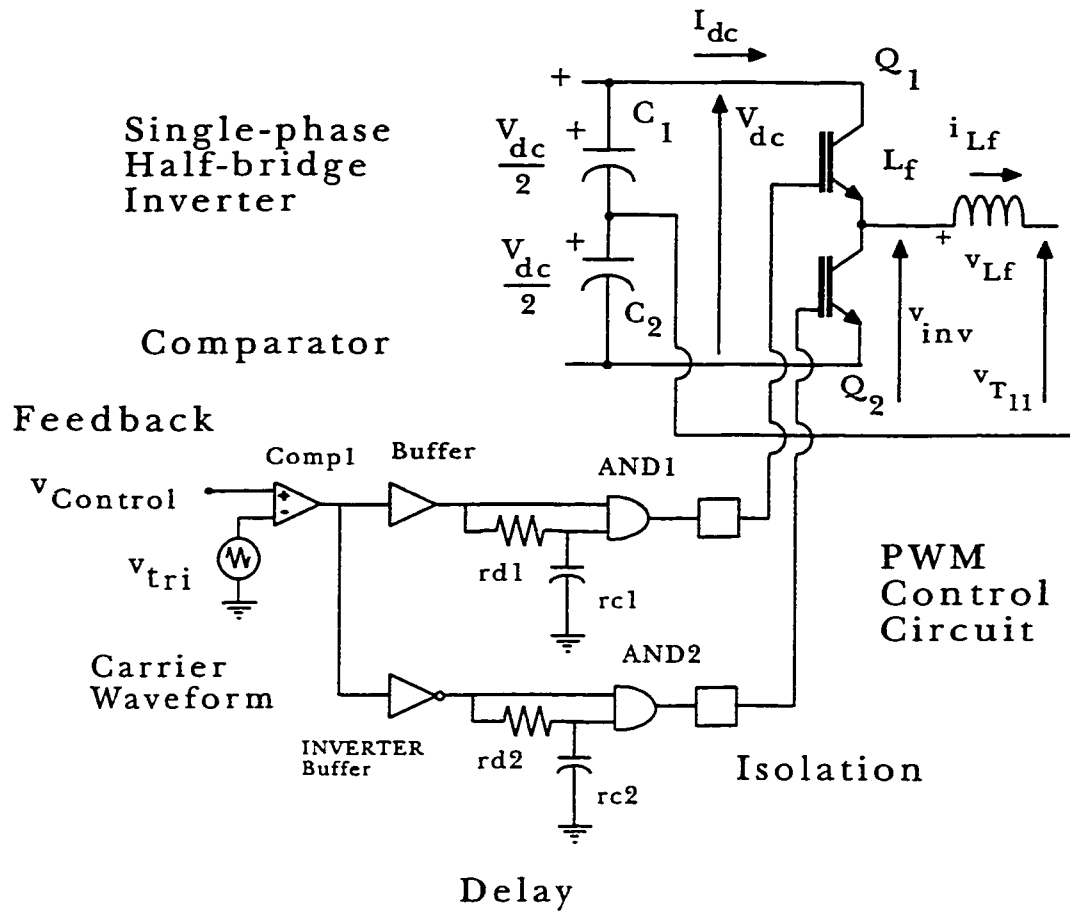 I dc
Q 1
+
C 1
V dc
Single-phase
Half-bridge
Inverter
V dc 2
+
i Lf
L f
+
v Lf
V dc 2
+
C 2
v inv
v T 11
Q 2
Comparator
Feedback
Comp1
Buffer
AND1
v Control
+
-
v tri
rd1
rc1
PWM
Control
Circuit
Carrier
Waveform
AND2
INVERTER
Buffer
rd2
rc2
Isolation
Delay